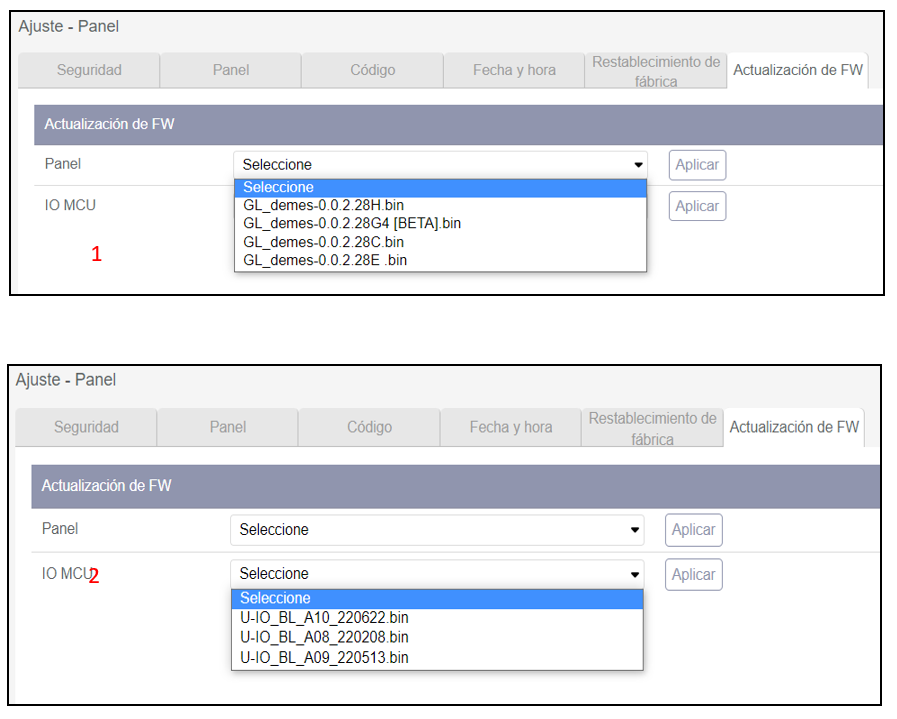 Ajuste - Panel
Seguridad Panel Código Fecha y hora Restablecimiento de fábrica Actualización de FW
Actualización de FW
Panel Seleccione Aplicar
Seleccione
IO MCU GL_demes-0.0.2.28H.bin Aplicar
GL_demes-0.0.2.28G4 [BETA].bin
GL_demes-0.0.2.28C.bin
1
GL_demes-0.0.2.28E .bin
Ajuste - Panel
Seguridad Panel Código Fecha y hora Restablecimiento de fábrica Actualización de FW
Actualización de FW
Panel Seleccione Aplicar
IO MCU 2 Seleccione Aplicar
Seleccione
U-IO_BL_A10_220622.bin
U-IO_BL_A08_220208.bin
U-IO_BL_A09_220513.bin